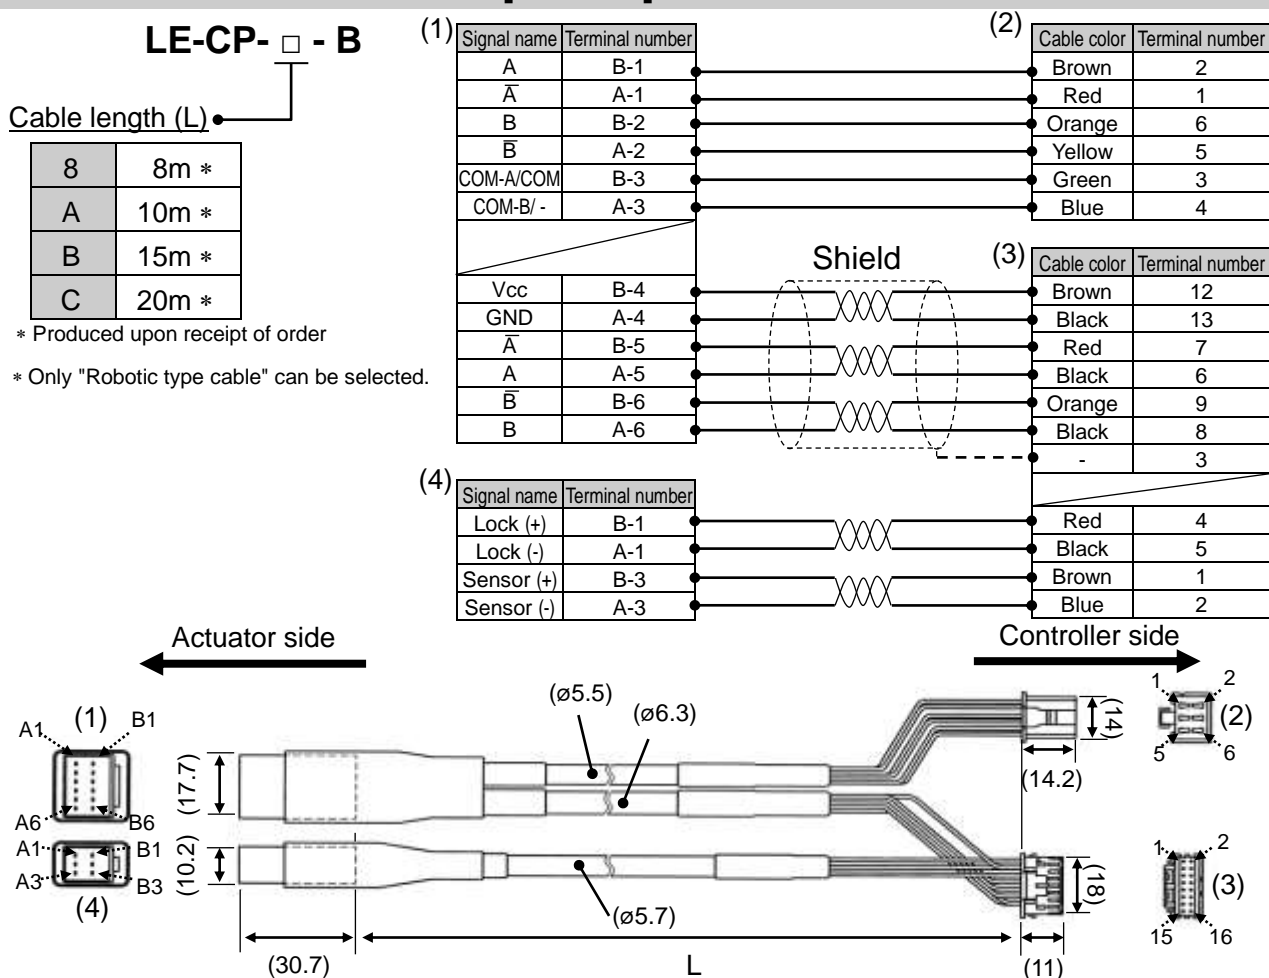 LE-CP- □ - B
Cable length (L)
8 8m *
A 10m *
B 15m *
C 20m *
* Produced upon receipt of order
* Only "Robotic type cable" can be selected.
(1)
Signal name Terminal number
A B-1
A̅ A-1
B B-2
B̅ A-2
COM-A/COM B-3
COM-B/ - A-3
Vcc B-4
GND A-4
A̅ B-5
A A-5
B̅ B-6
B A-6
Shield
(2)
Cable color Terminal number
Brown 2
Red 1
Orange 6
Yellow 5
Green 3
Blue 4
(3)
Cable color Terminal number
Brown 12
Black 13
Red 7
Black 6
Orange 9
Black 8
- 3
Red 4
Black 5
Brown 1
Blue 2
(4)
Signal name Terminal number
Lock (+) B-1
Lock (-) A-1
Sensor (+) B-3
Sensor (-) A-3
Actuator side
Controller side
A1 (1) B1
A6 B6
A1 B1
A3 B3
(4)
(17.7)
(10.2)
(30.7)
(ø5.5)
(ø6.3)
(ø5.7)
L
(14)
(14.2)
(18)
(11)
1 2
(2)
5 6
1 2
(3)
15 16